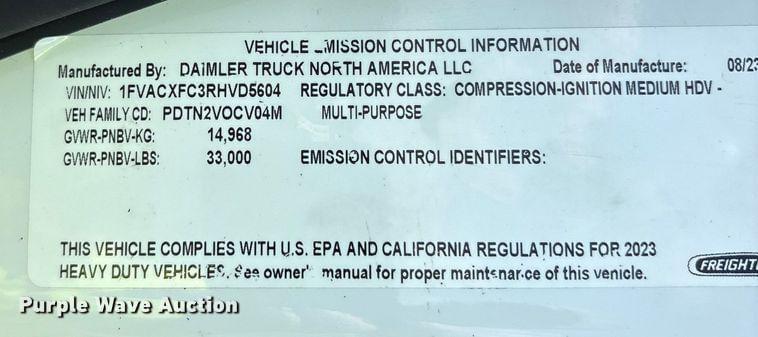 VEHICLE _MISSION CONTROL INFORMATION
Manufactured By: DAIMLER TRUCK NORTH AMERICA LLC Date of Manufacture: 08/23
VIN/NIV: 1FVACXFC3RHVD5604 REGULATORY CLASS: COMPRESSION-IGNITION MEDIUM HDV -
VEH FAMILY CD: PDTN2VOCV04M MULTI-PURPOSE
GVWR-PNBV-KG: 14,968
GVWR-PNBV-LBS: 33,000 EMISSION CONTROL IDENTIFIERS:
THIS VEHICLE COMPLIES WITH U.S. EPA AND CALIFORNIA REGULATIONS FOR 2023
HEAVY DUTY VEHICLES. See owner' manual for proper maintenance of this vehicle.
FREIGHTL
Purple Wave Auction